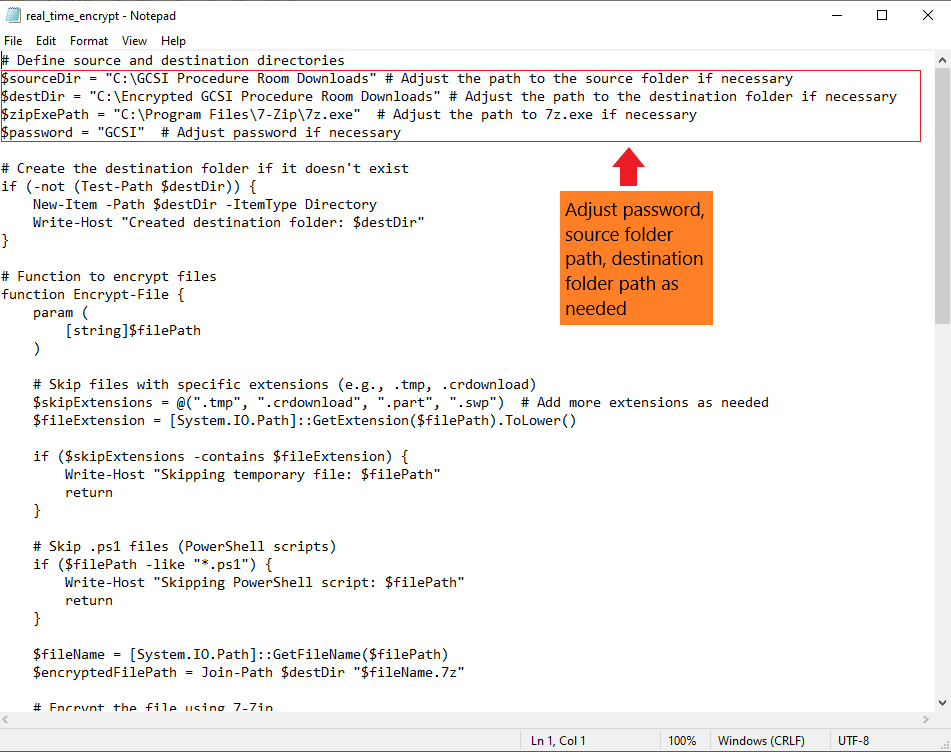 real_time_encrypt - Notepad
File Edit Format View Help
# Define source and destination directories
$sourceDir = "C:\GCSI Procedure Room Downloads" # Adjust the path to the source folder if necessary
$destDir = "C:\Encrypted GCSI Procedure Room Downloads" # Adjust the path to the destination folder if necessary
$zipExePath = "C:\Program Files\7-Zip\7z.exe"  # Adjust the path to 7z.exe if necessary
$password = "GCSI"  # Adjust password if necessary
# Create the destination folder if it doesn't exist
if (-not (Test-Path $destDir)) {
    New-Item -Path $destDir -ItemType Directory
    Write-Host "Created destination folder: $destDir"
}
Adjust password,
source folder
path, destination
folder path as
needed
# Function to encrypt files
function Encrypt-File {
    param (
        [string]$filePath
    )
    # Skip files with specific extensions (e.g., .tmp, .crdownload)
    $skipExtensions = @(".tmp", ".crdownload", ".part", ".swp")  # Add more extensions as needed
    $fileExtension = [System.IO.Path]::GetExtension($filePath).ToLower()
    if ($skipExtensions -contains $fileExtension) {
        Write-Host "Skipping temporary file: $filePath"
        return
    }
    # Skip .ps1 files (PowerShell scripts)
    if ($filePath -like "*.ps1") {
        Write-Host "Skipping PowerShell script: $filePath"
        return
    }
    $fileName = [System.IO.Path]::GetFileName($filePath)
    $encryptedFilePath = Join-Path $destDir "$fileName.7z"
    # Encrypt the file using 7-Zip
Ln 1, Col 1 100% Windows (CRLF) UTF-8